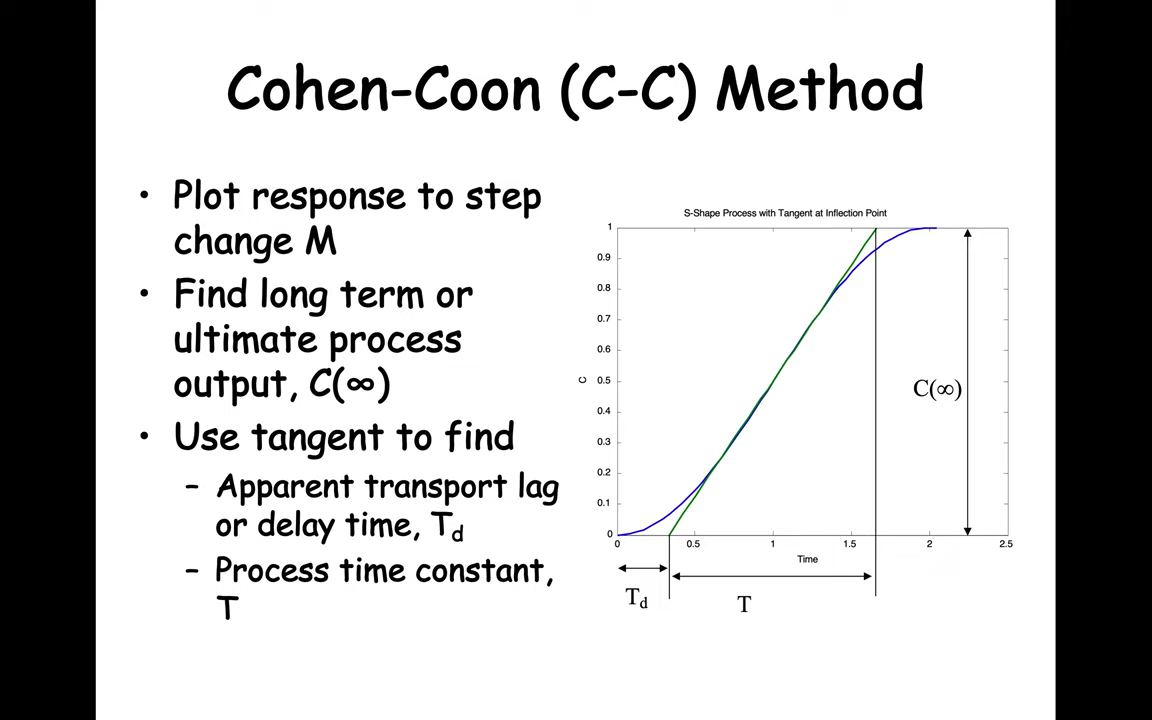 Cohen-Coon (C-C) Method
• Plot response to step
change M
• Find long term or
ultimate process
output, C(∞)
• Use tangent to find
– Apparent transport lag
or delay time, Td
– Process time constant,
T
S-Shape Process with Tangent at Inflection Point
1
0.9
0.8
0.7
0.6
0.5
0.4
0.3
0.2
0.1
0
C
C(∞)
0 0.5 1 1.5 2 2.5
Time
Td
T